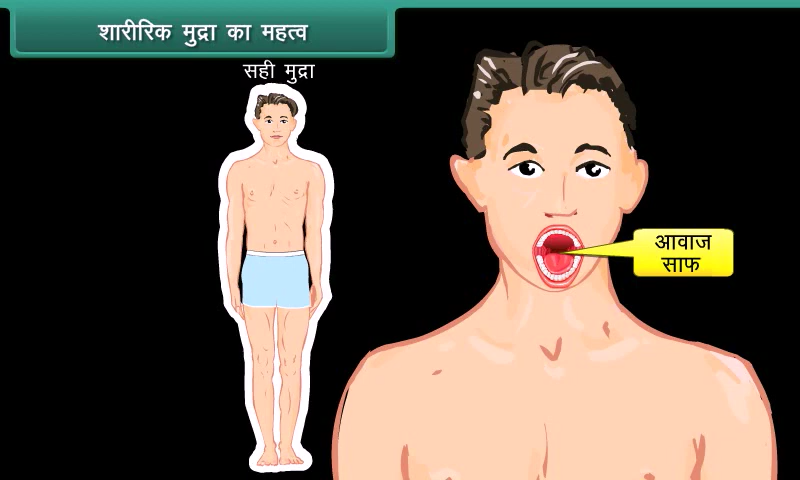 शारीरिक मुद्रा का महत्व
सही मुद्रा
आवाज
साफ